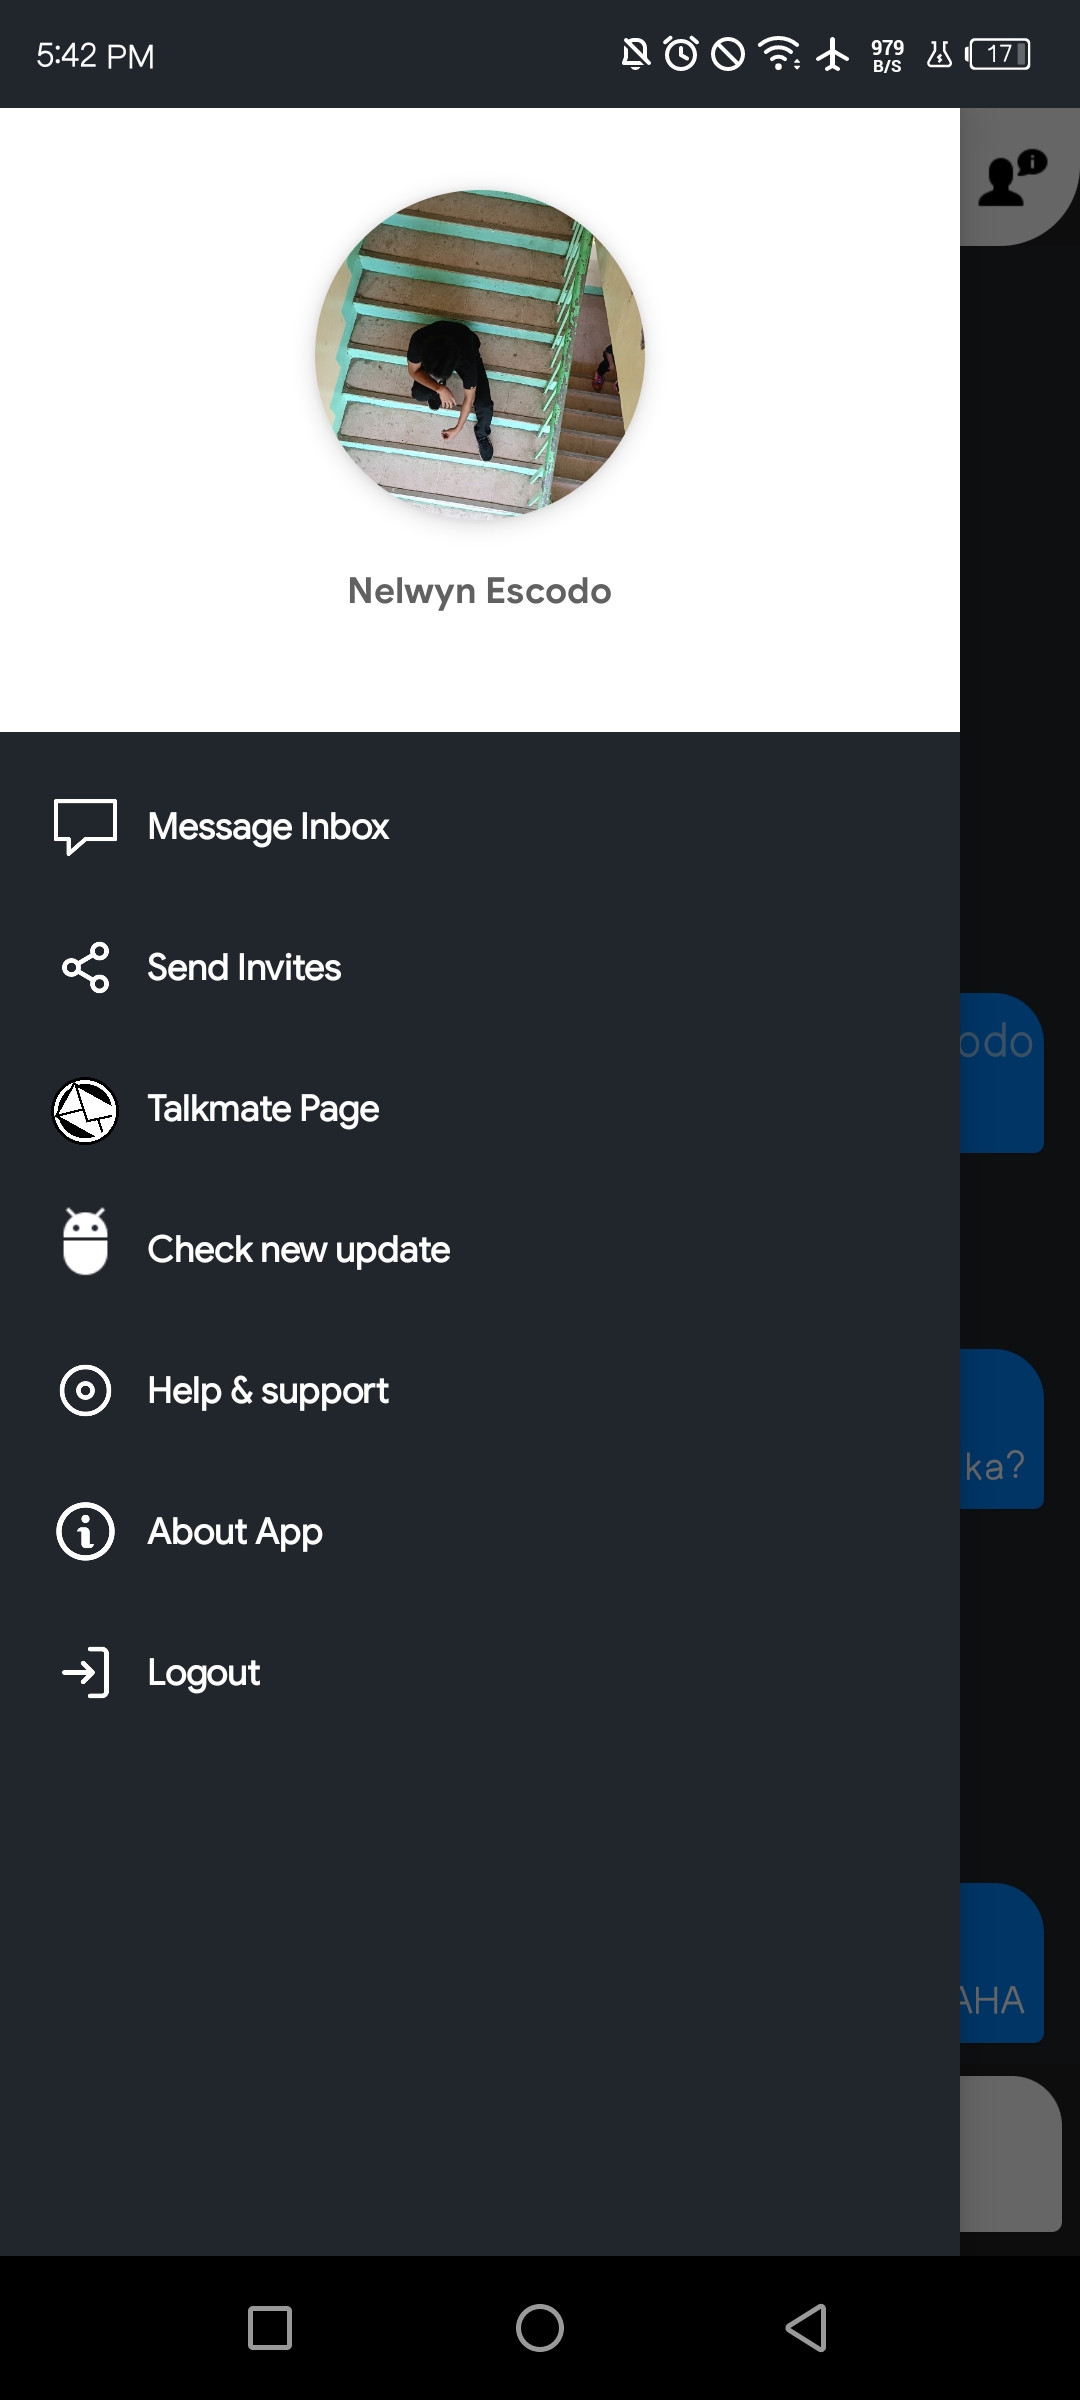 5:42 PM
979
B/S
17
Nelwyn Escodo
Message Inbox
Send Invites
odo
Talkmate Page
Check new update
Help & support
ka?
About App
Logout
AHA